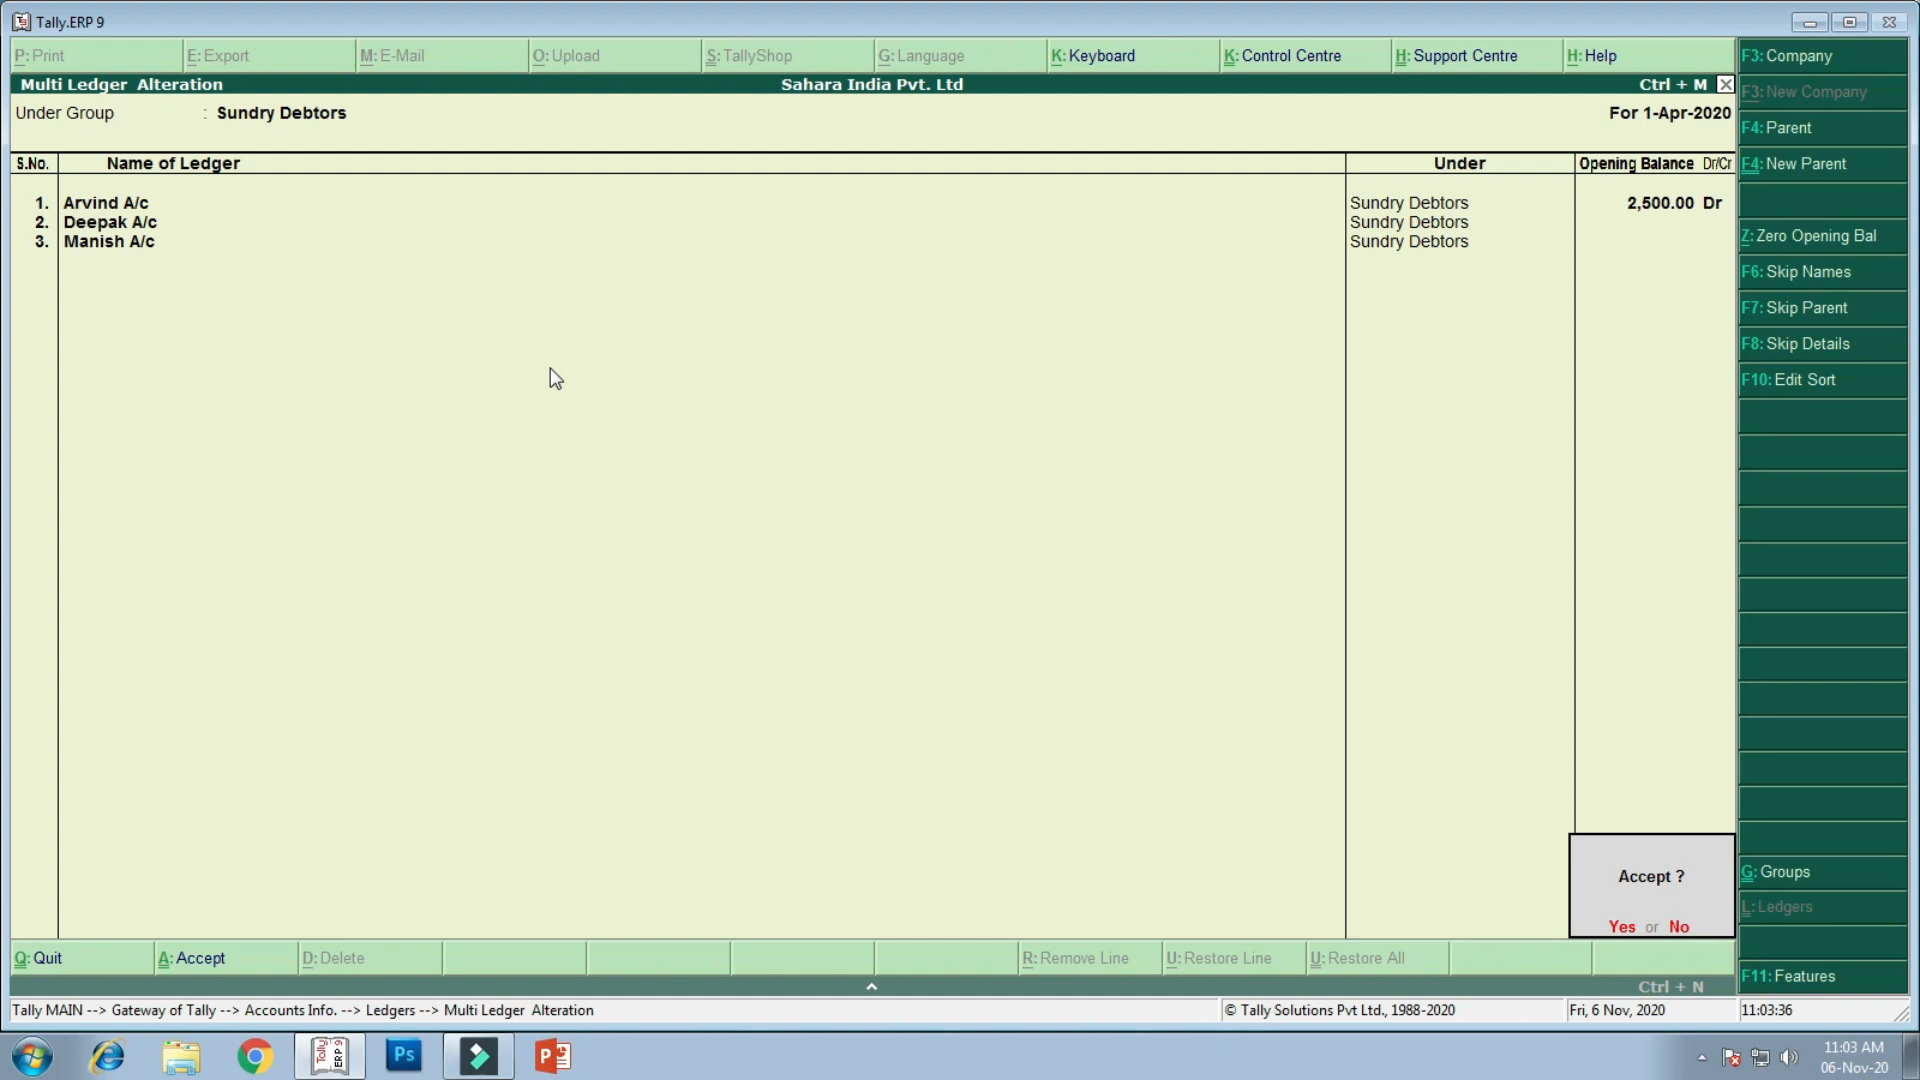 Tally.ERP 9
P: Print E: Export M: E-Mail O: Upload S: TallyShop G: Language K: Keyboard K: Control Centre H: Support Centre H: Help F3: Company
Multi Ledger Alteration Sahara India Pvt. Ltd Ctrl + M
F3: New Company
Under Group : Sundry Debtors For 1-Apr-2020
F4: Parent
S.No. Name of Ledger Under Opening Balance Dr/Cr
F4: New Parent
1. Arvind A/c Sundry Debtors 2,500.00 Dr
2. Deepak A/c Sundry Debtors
3. Manish A/c Sundry Debtors
Z: Zero Opening Bal
F6: Skip Names
F7: Skip Parent
F8: Skip Details
F10: Edit Sort
Accept ?
Yes or No
G: Groups
L: Ledgers
Q: Quit A: Accept D: Delete R: Remove Line U: Restore Line U: Restore All
F11: Features
Ctrl + N
Tally MAIN --> Gateway of Tally --> Accounts Info. --> Ledgers --> Multi Ledger Alteration © Tally Solutions Pvt Ltd., 1988-2020 Fri, 6 Nov, 2020 11:03:36
Tally ERP 9
Ps
P
11:03 AM
06-Nov-20